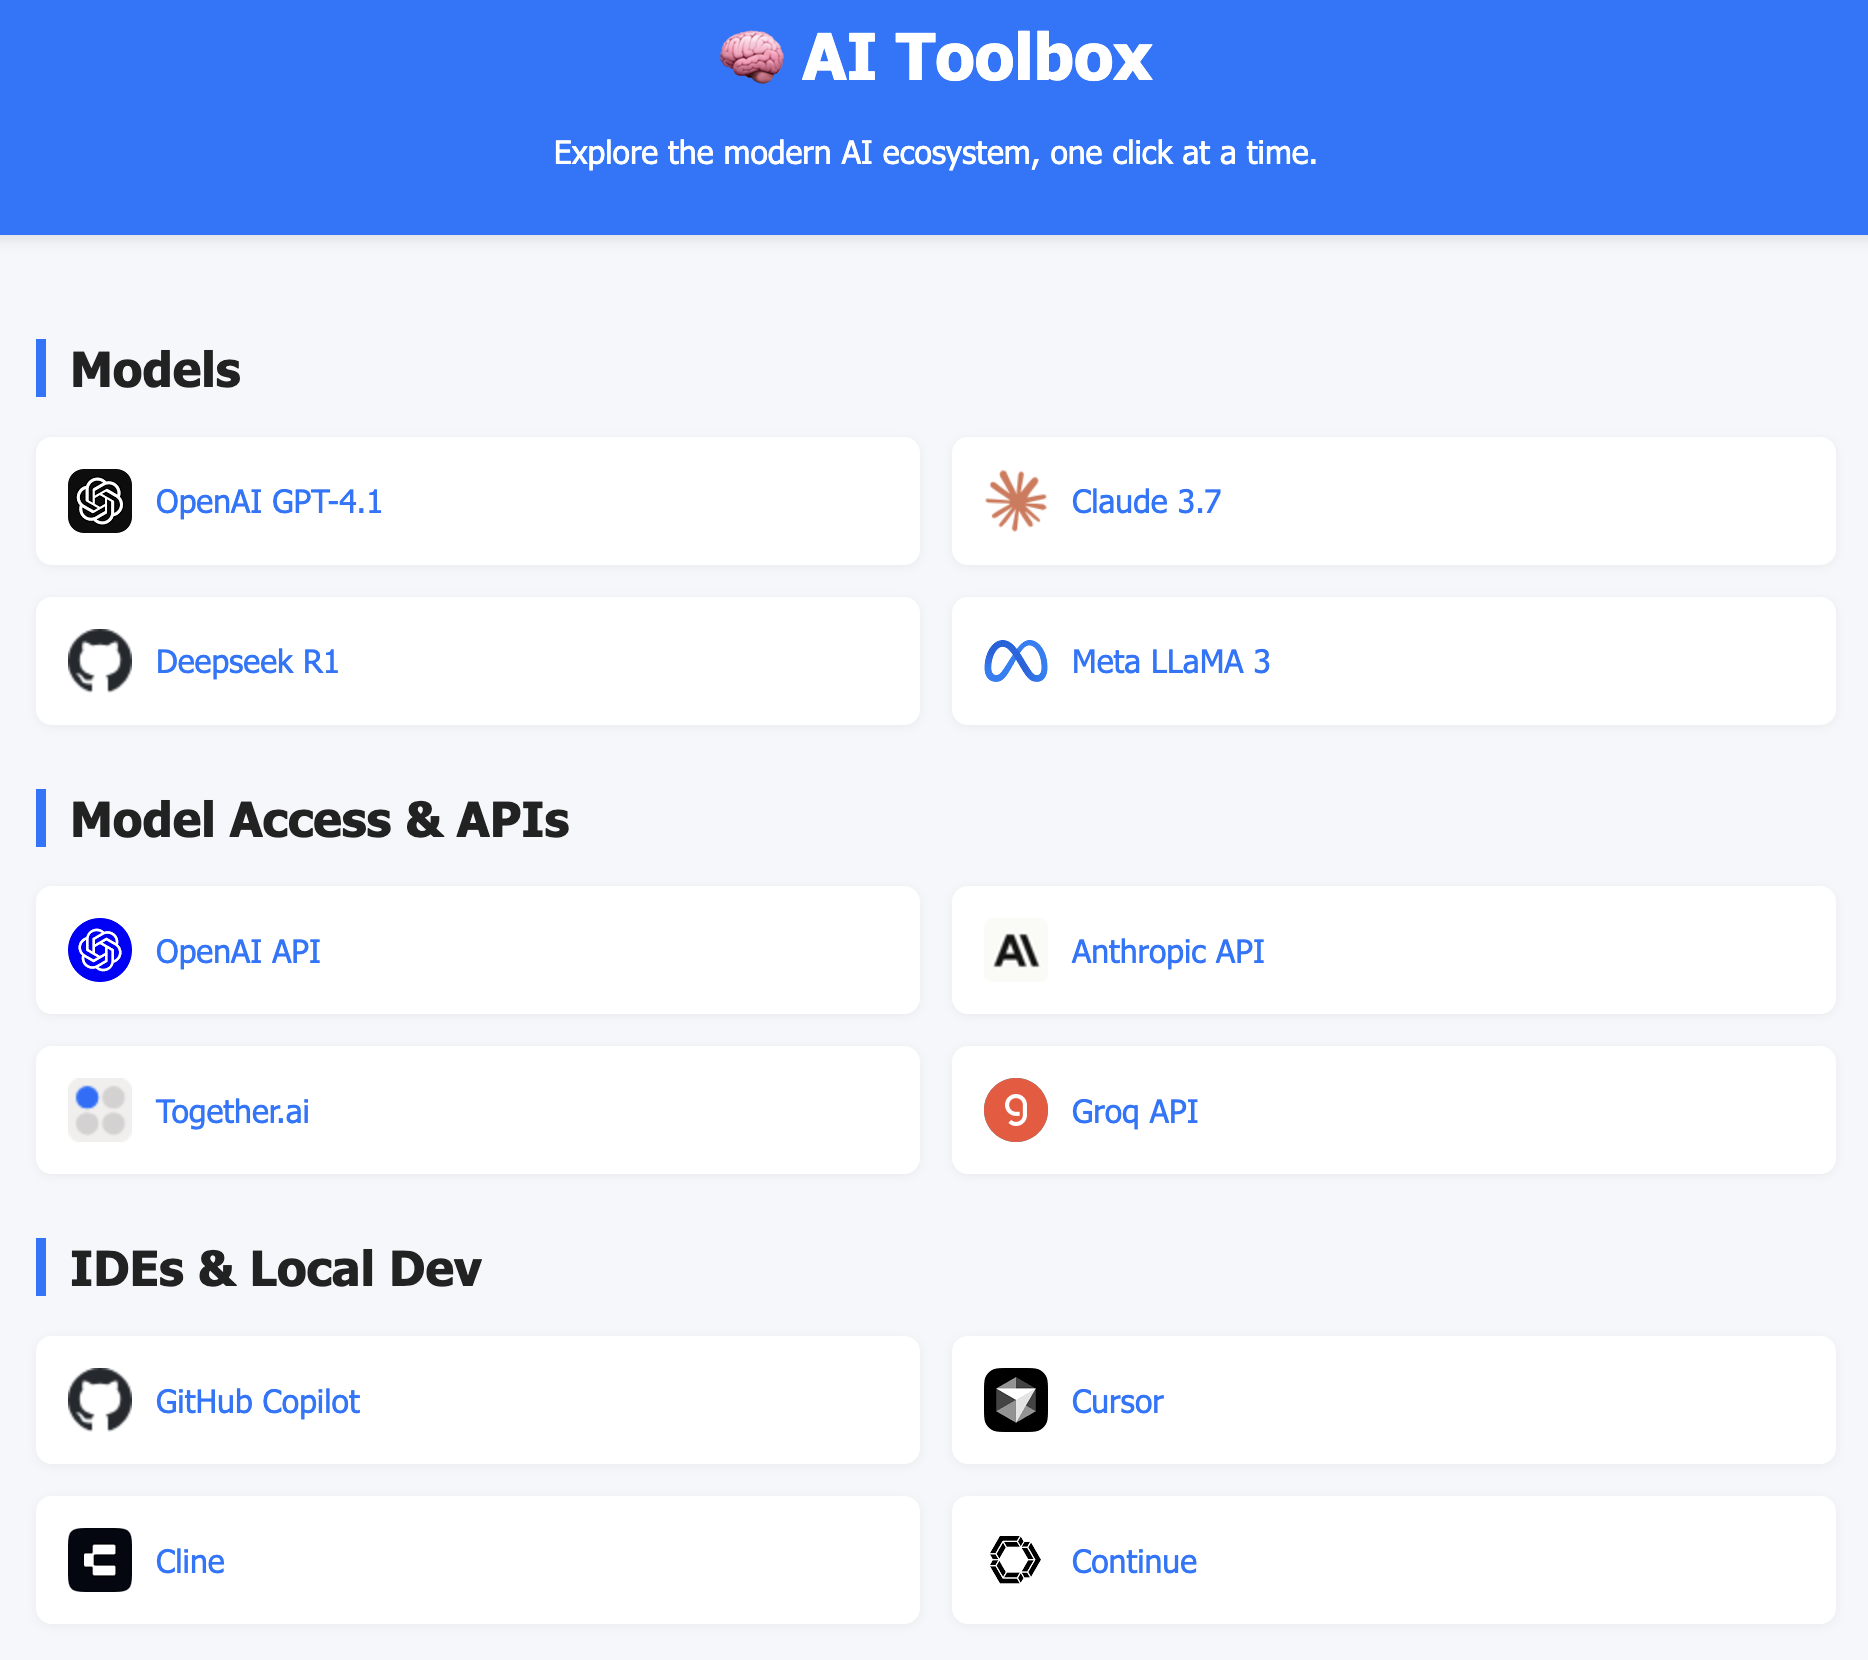 🧠 AI Toolbox
Explore the modern AI ecosystem, one click at a time.
Models
OpenAI GPT-4.1
Claude 3.7
Deepseek R1
Meta LLaMA 3
Model Access & APIs
OpenAI API
Anthropic API
Together.ai
Groq API
IDEs & Local Dev
GitHub Copilot
Cursor
Cline
Continue